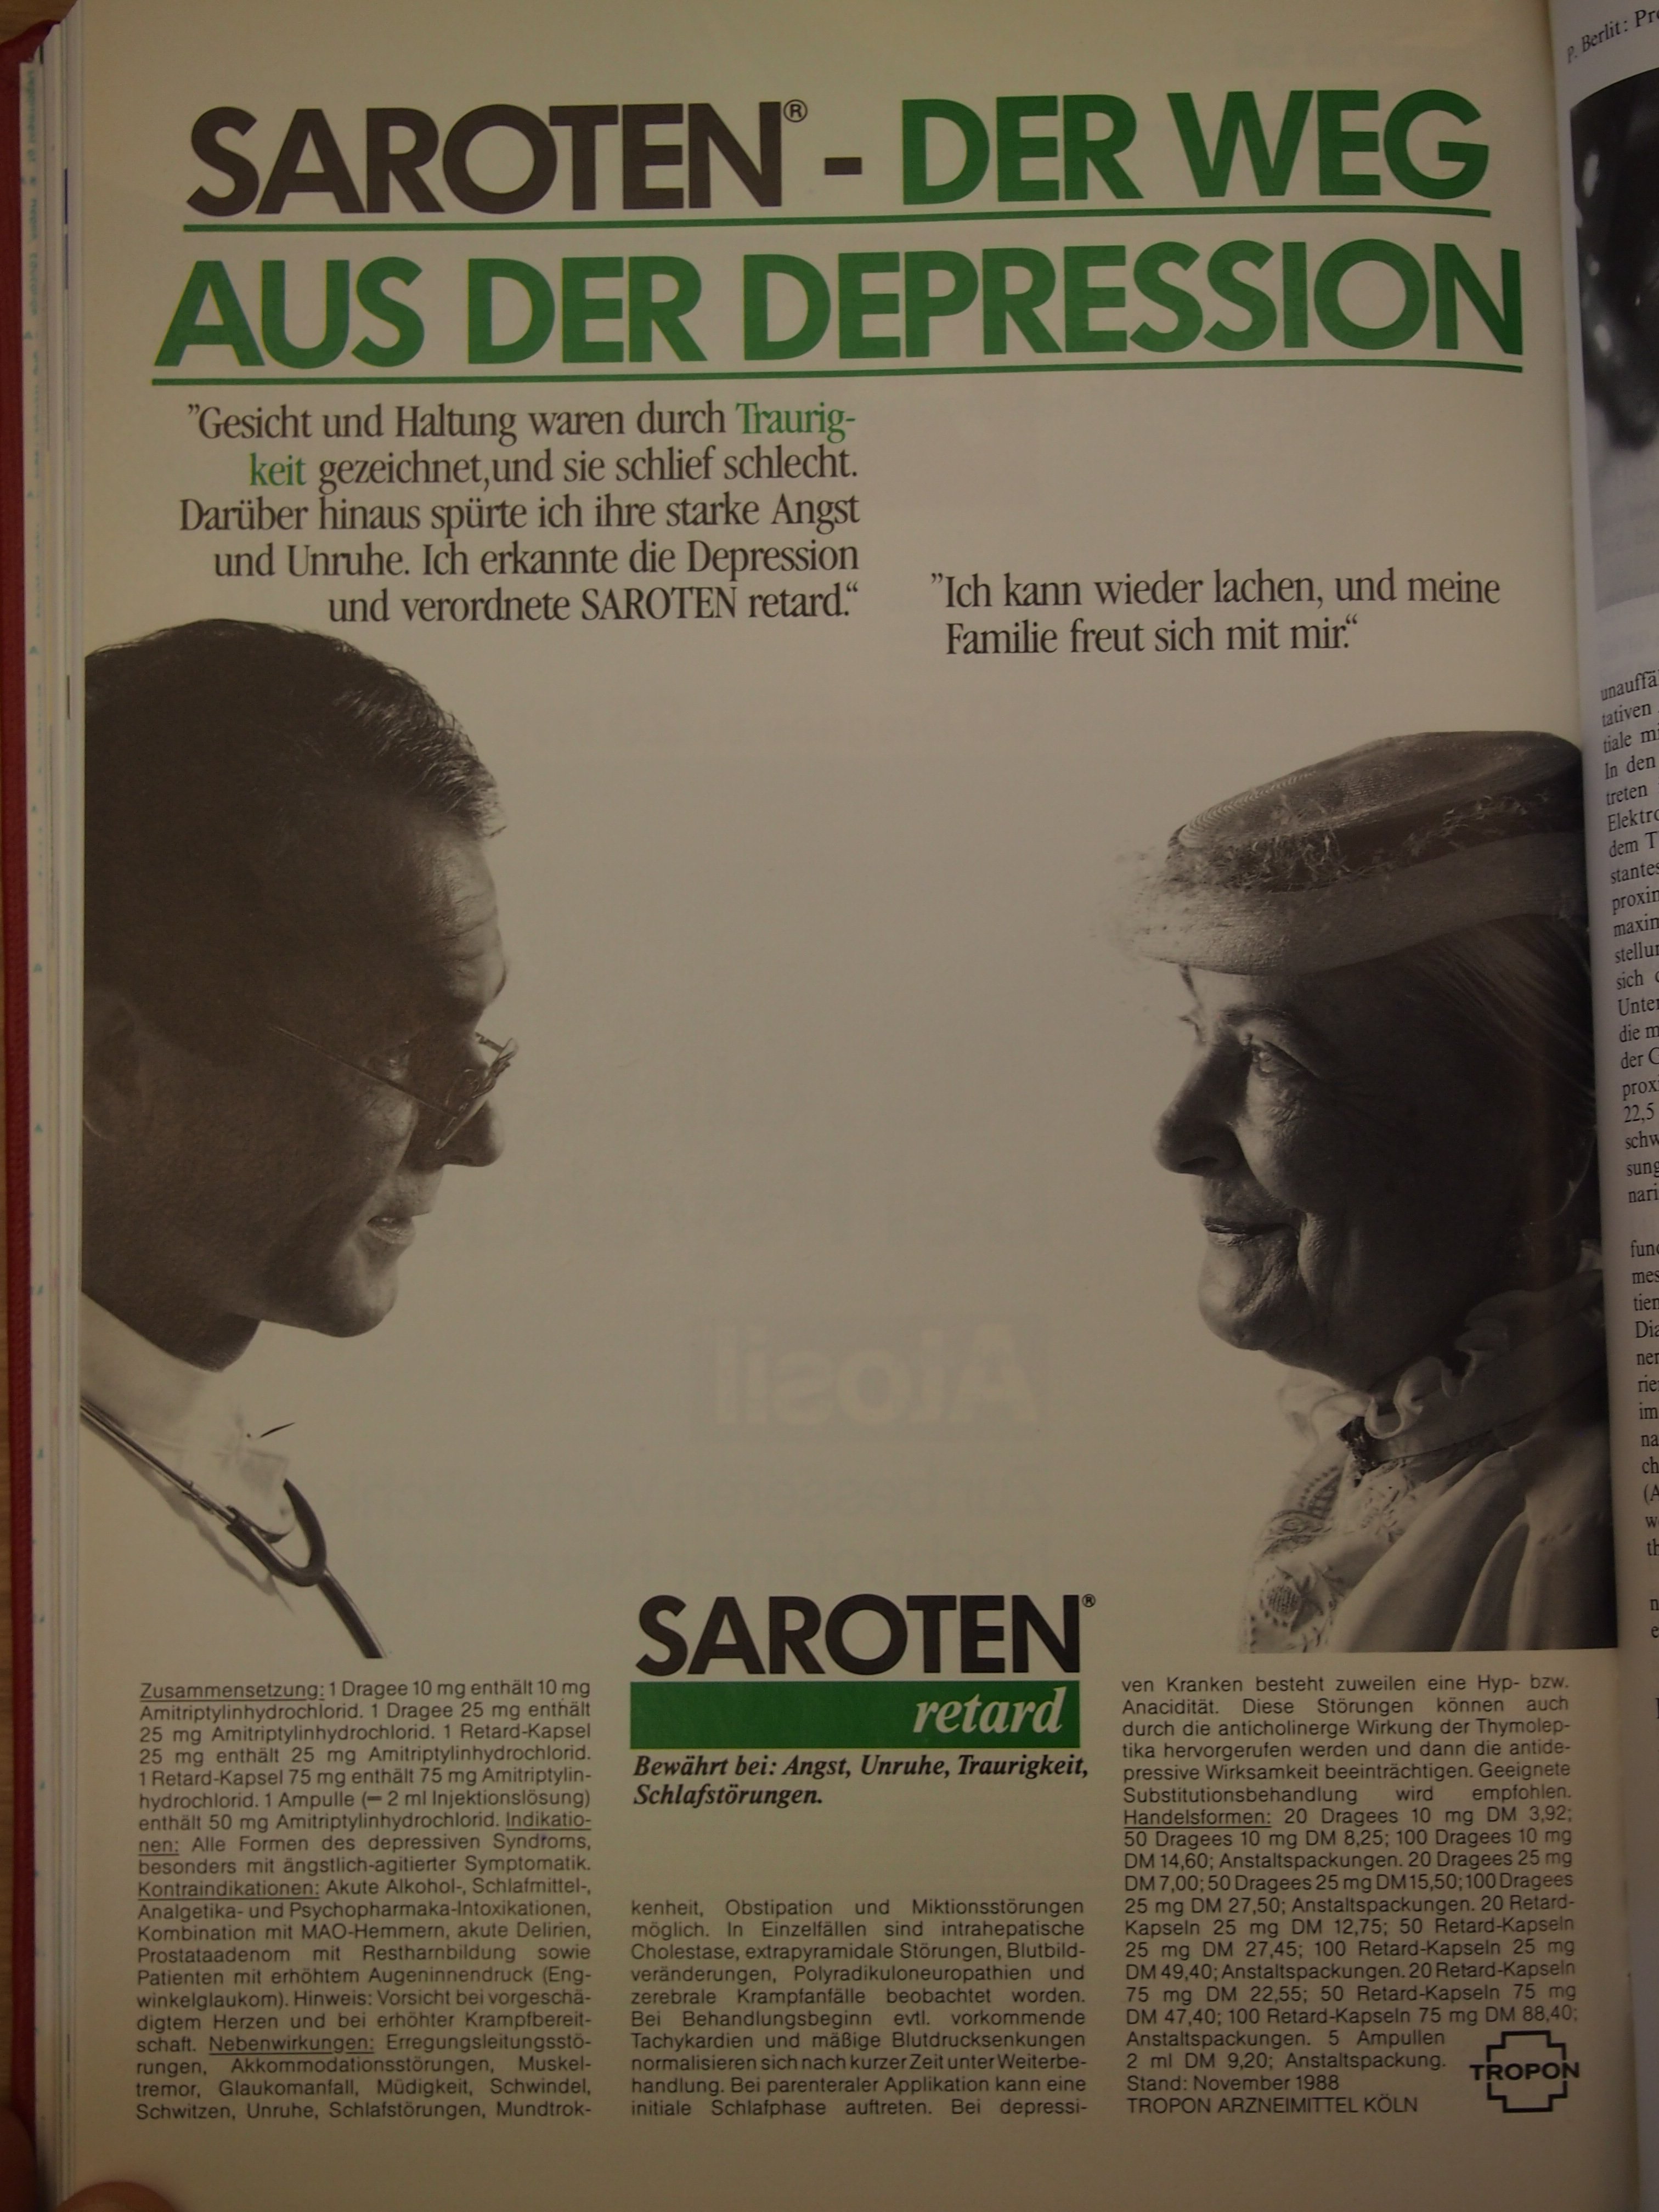 SAROTEN® - DER WEG
AUS DER DEPRESSION
"Gesicht und Haltung waren durch Traurig-
keit gezeichnet,und sie schlief schlecht.
Darüber hinaus spürte ich ihre starke Angst
und Unruhe. Ich erkannte die Depression
und verordnete SAROTEN retard."
"Ich kann wieder lachen, und meine
Familie freut sich mit mir."
SAROTEN®
retard
Bewährt bei: Angst, Unruhe, Traurigkeit,
Schlafstörungen.
Zusammensetzung: 1 Dragee 10 mg enthält 10 mg
Amitriptylinhydrochlorid. 1 Dragee 25 mg enthält
25 mg Amitriptylinhydrochlorid. 1 Retard-Kapsel
25 mg enthält 25 mg Amitriptylinhydrochlorid.
1 Retard-Kapsel 75 mg enthält 75 mg Amitriptylin-
hydrochlorid. 1 Ampulle (= 2 ml Injektionslösung)
enthält 50 mg Amitriptylinhydrochlorid. Indikatio-
nen: Alle Formen des depressiven Syndroms,
besonders mit ängstlich-agitierter Symptomatik.
Kontraindikationen: Akute Alkohol-, Schlafmittel-,
Analgetika- und Psychopharmaka-Intoxikationen,
Kombination mit MAO-Hemmern, akute Delirien,
Prostataadenom mit Restharnbildung sowie
Patienten mit erhöhtem Augeninnendruck (Eng-
winkelglaukom). Hinweis: Vorsicht bei vorgeschä-
digtem Herzen und bei erhöhter Krampfbereit-
schaft. Nebenwirkungen: Erregungsleitungsstö-
rungen, Akkommodationsstörungen, Muskel-
tremor, Glaukomanfall, Müdigkeit, Schwindel,
Schwitzen, Unruhe, Schlafstörungen, Mundtrok-
kenheit, Obstipation und Miktionsstörungen
möglich. In Einzelfällen sind intrahepatische
Cholestase, extrapyramidale Störungen, Blutbild-
veränderungen, Polyradikuloneuropathien und
zerebrale Krampfanfälle beobachtet worden.
Bei Behandlungsbeginn evtl. vorkommende
Tachykardien und mäßige Blutdrucksenkungen
normalisieren sich nach kurzer Zeit unter Weiterbe-
handlung. Bei parenteraler Applikation kann eine
initiale Schlafphase auftreten. Bei depressi-
ven Kranken besteht zuweilen eine Hyp- bzw.
Anacidität. Diese Störungen können auch
durch die anticholinerge Wirkung der Thymolep-
tika hervorgerufen werden und dann die antide-
pressive Wirksamkeit beeinträchtigen. Geeignete
Substitutionsbehandlung wird empfohlen.
Handelsformen: 20 Dragees 10 mg DM 3,92;
50 Dragees 10 mg DM 8,25; 100 Dragees 10 mg
DM 14,60; Anstaltspackungen. 20 Dragees 25 mg
DM 7,00; 50 Dragees 25 mg DM 15,50; 100 Dragees
25 mg DM 27,50; Anstaltspackungen. 20 Retard-
Kapseln 25 mg DM 12,75; 50 Retard-Kapseln
25 mg DM 27,45; 100 Retard-Kapseln 25 mg
DM 49,40; Anstaltspackungen. 20 Retard-Kapseln
75 mg DM 22,55; 50 Retard-Kapseln 75 mg
DM 47,40; 100 Retard-Kapseln 75 mg DM 88,40;
Anstaltspackungen. 5 Ampullen
2 ml DM 9,20; Anstaltspackung.
Stand: November 1988
TROPON ARZNEIMITTEL KÖLN
TROPON
P. Berlit:
tativen
In den
treten
dem
sich
22,5